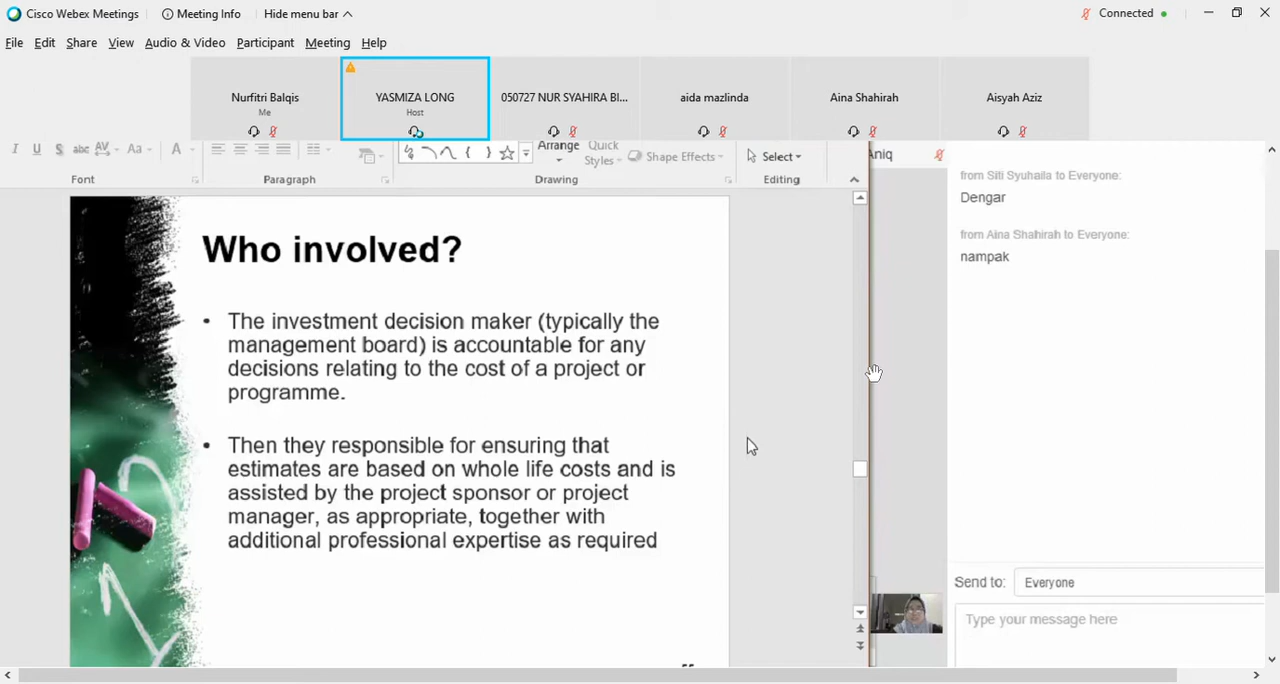 Cisco Webex Meetings
Meeting Info
Hide menu bar
Connected
File Edit Share View Audio & Video Participant Meeting Help
Nurfitri Balqis
Me
YASMIZA LONG
Host
050727 NUR SYAHIRA BI...
aida mazlinda
Aina Shahirah
Aisyah Aziz
I U S abc AV Aa A
Arrange
Quick
Styles
Shape Effects
Select
Font
Paragraph
Drawing
Editing
Aniq
Who involved?
• The investment decision maker (typically the
management board) is accountable for any
decisions relating to the cost of a project or
programme.
• Then they responsible for ensuring that
estimates are based on whole life costs and is
assisted by the project sponsor or project
manager, as appropriate, together with
additional professional expertise as required
from Siti Syuhaila to Everyone:
Dengar
from Aina Shahirah to Everyone:
nampak
Send to: Everyone
Type your message here